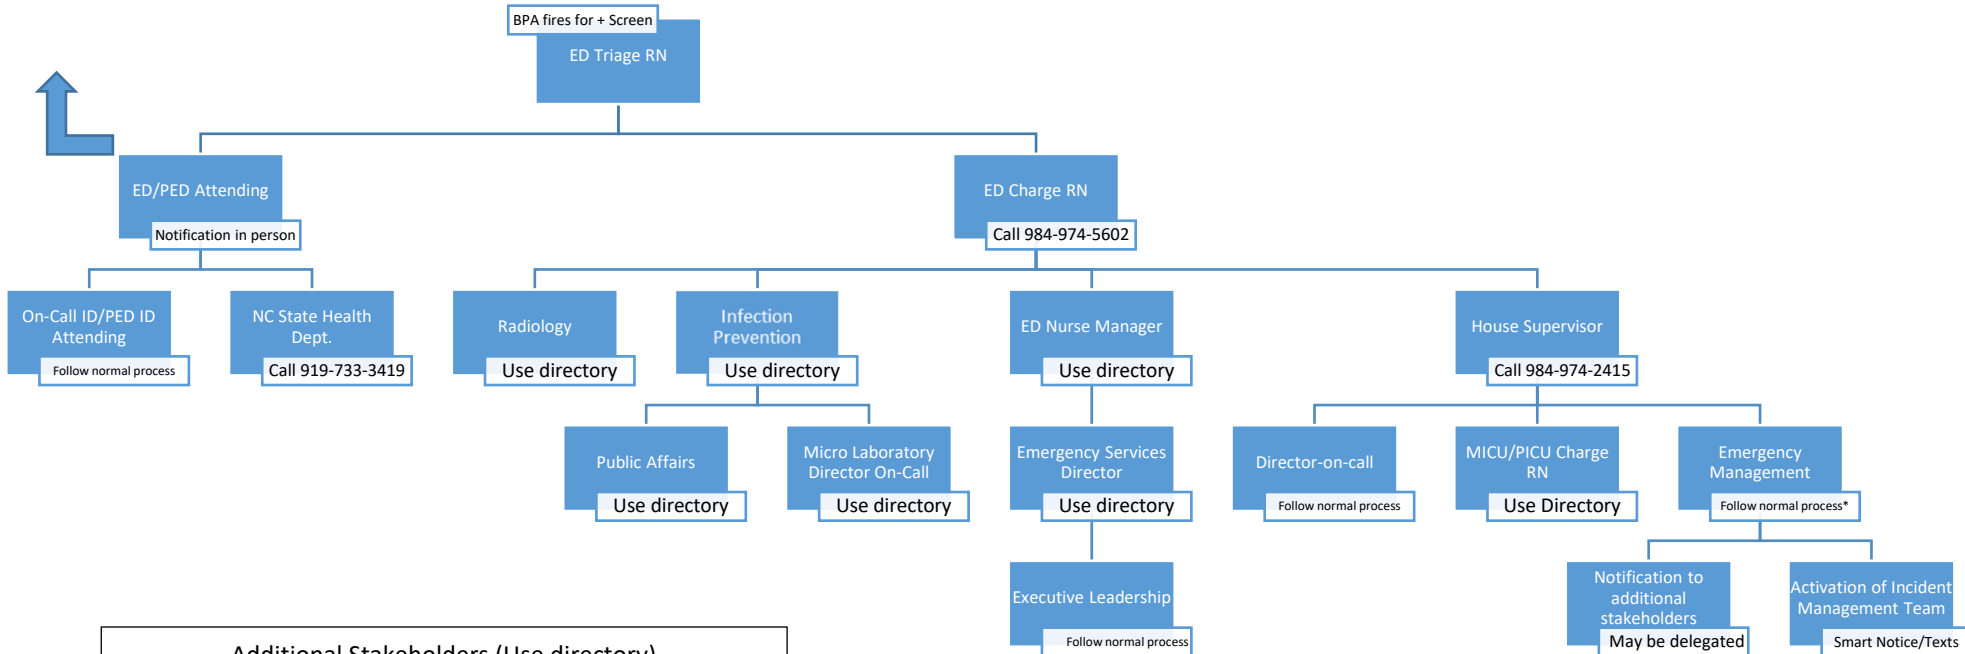 BPA fires for + Screen
ED Triage RN
ED/PED Attending
Notification in person
ED Charge RN
Call 984-974-5602
On-Call ID/PED ID
Attending
Follow normal process
NC State Health
Dept.
Call 919-733-3419
Radiology
Use directory
Infection
Prevention
Use directory
ED Nurse Manager
Use directory
House Supervisor
Call 984-974-2415
Public Affairs
Use directory
Micro Laboratory
Director On-Call
Use directory
Emergency Services
Director
Use directory
Director-on-call
Follow normal process
MICU/PICU Charge
RN
Use Directory
Emergency
Management
Follow normal process*
Executive Leadership
Follow normal process
Notification to
additional
stakeholders
May be delegated
Activation of Incident
Management Team
Smart Notice/Texts
Additional Stakeholders (Use directory)